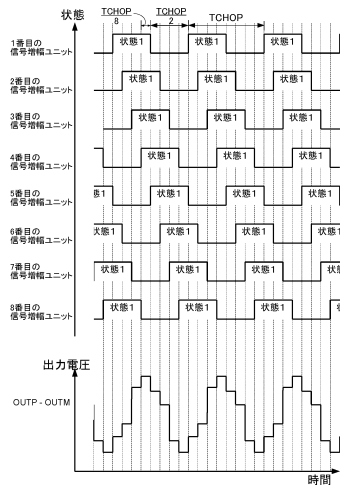 状態
TCHOP
8
TCHOP
2
TCHOP
1番目の
信号増幅ユニット
状態1
状態1
状態1
2番目の
信号増幅ユニット
状態1
状態1
状態1
3番目の
信号増幅ユニット
状態1
状態1
状態1
4番目の
信号増幅ユニット
状態1
状態1
状態1
5番目の
信号増幅ユニット
態1
状態1
状態1
状態1
6番目の
信号増幅ユニット
状態1
状態1
状態1
状態1
7番目の
信号増幅ユニット
状態1
状態1
状態1
状
8番目の
信号増幅ユニット
状態1
状態1
状態1
出力電圧
OUTP - OUTM
時間